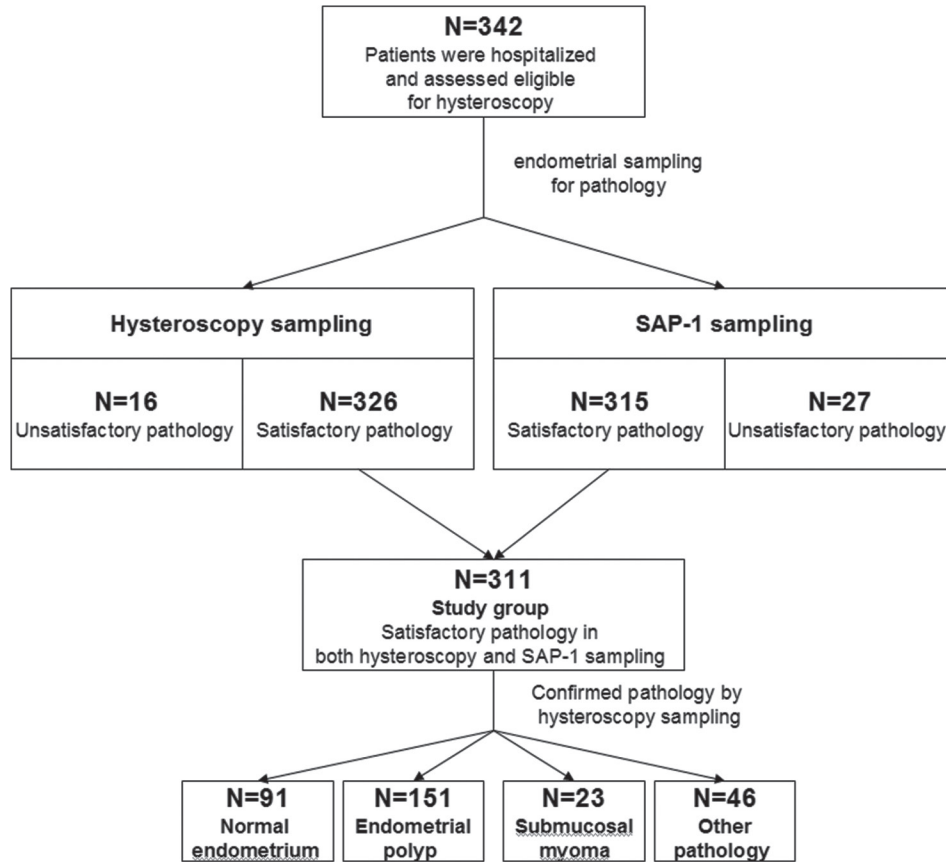 N=342
Patients were hospitalized
and assessed eligible
for hysteroscopy
endometrial sampling
for pathology
Hysteroscopy sampling
SAP-1 sampling
N=16
Unsatisfactory pathology
N=326
Satisfactory pathology
N=315
Satisfactory pathology
N=27
Unsatisfactory pathology
N=311
Study group
Satisfactory pathology in
both hysteroscopy and SAP-1 sampling
Confirmed pathology by
hysteroscopy sampling
N=91
Normal
endometrium
N=151
Endometrial
polyp
N=23
Submucosal
myoma
N=46
Other
pathology